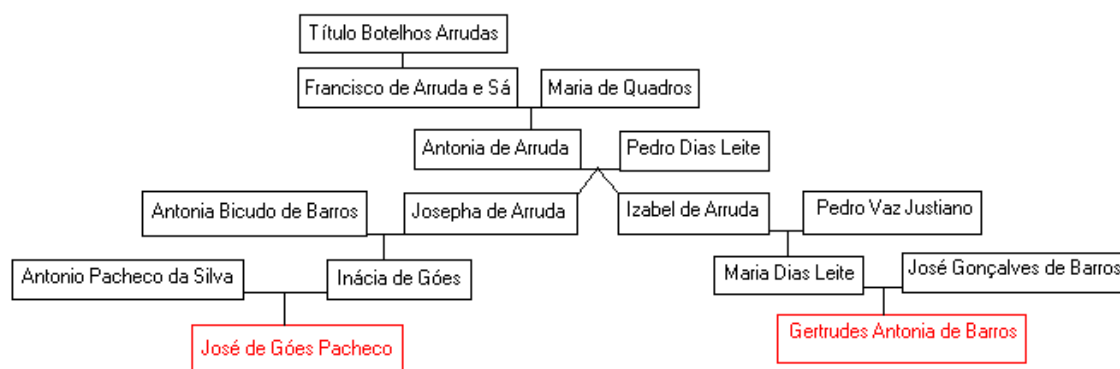 Título Botelhos Arrudas
Francisco de Arruda e Sá
Maria de Quadros
Antonia de Arruda
Pedro Dias Leite
Antonia Bicudo de Barros
Josepha de Arruda
Izabel de Arruda
Pedro Vaz Justiano
Antonio Pacheco da Silva
Inácia de Góes
Maria Dias Leite
José Gonçalves de Barros
José de Góes Pacheco
Gertrudes Antonia de Barros